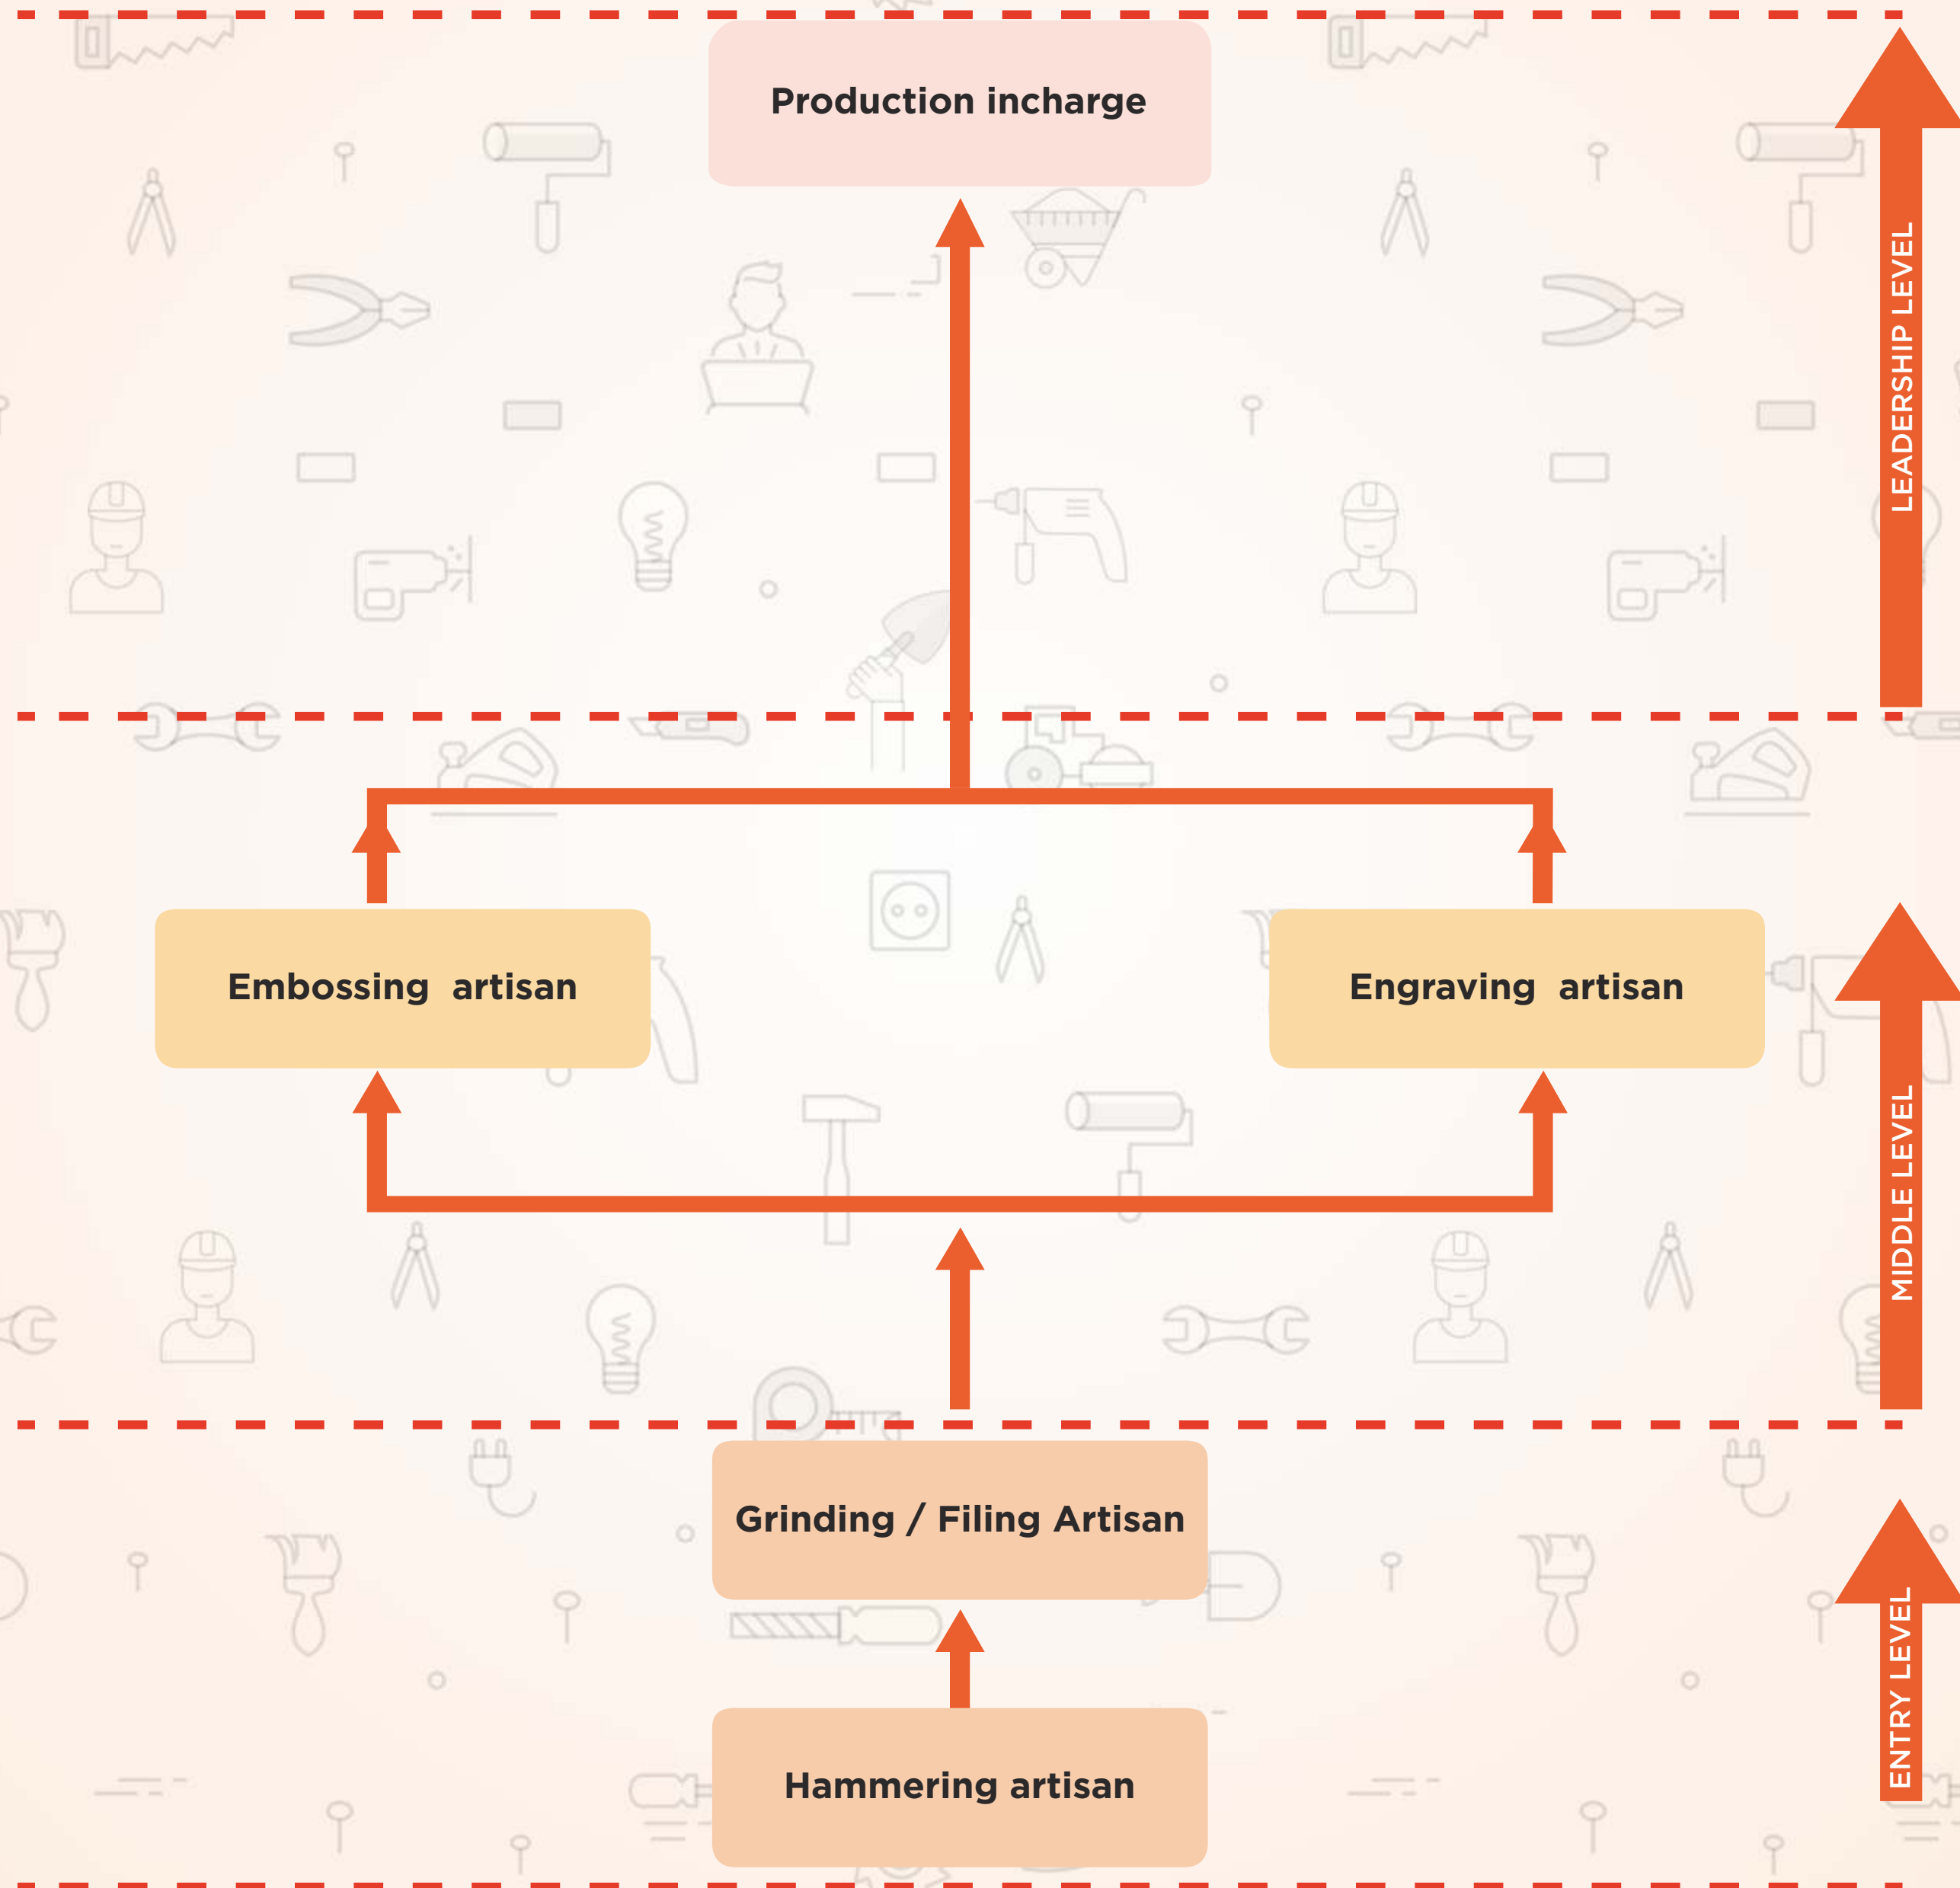 Production incharge
LEADERSHIP LEVEL
Embossing  artisan
Engraving  artisan
MIDDLE LEVEL
Grinding / Filing Artisan
ENTRY LEVEL
Hammering artisan